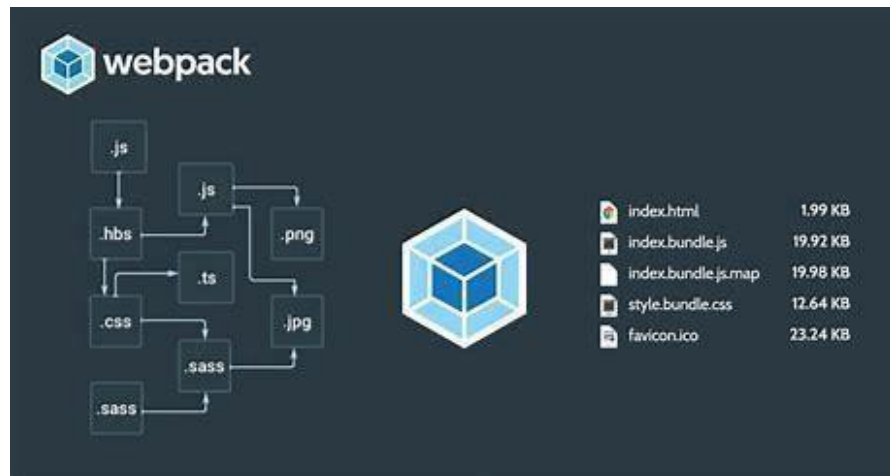 webpack
.js
.js
.hbs
.png
.ts
.css
.jpg
.sass
.sass
index.html 1.99 KB
index.bundle.js 19.92 KB
index.bundle.js.map 19.98 KB
style.bundle.css 12.64 KB
favicon.ico 23.24 KB